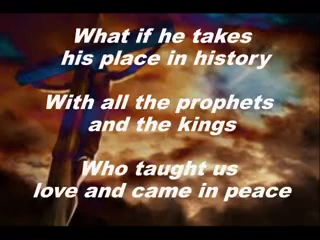 What if he takes
his place in history
With all the prophets
and the kings
Who taught us
love and came in peace